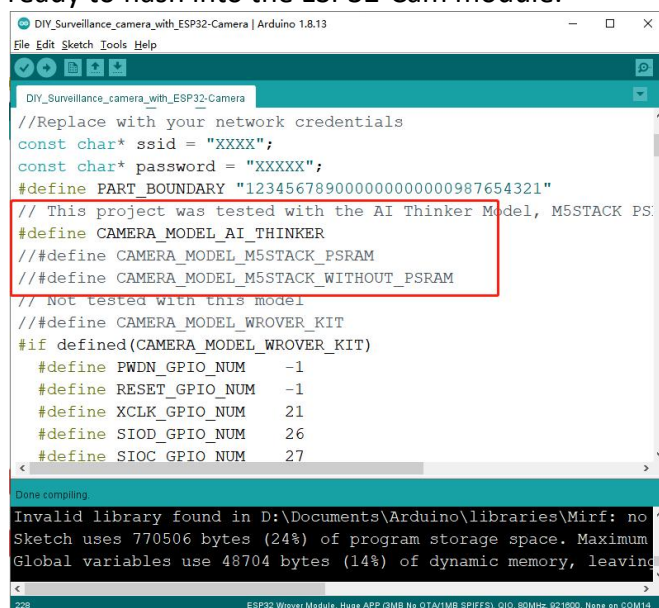 ready to flash into the ESP32-Cam module.
DIY_Surveillance_camera_with_ESP32-Camera | Arduino 1.8.13
File Edit Sketch Tools Help
DIY_Surveillance_camera_with_ESP32-Camera
//Replace with your network credentials
const char* ssid = "XXXX";
const char* password = "XXXXX";
#define PART_BOUNDARY "123456789000000000000987654321"
// This project was tested with the AI Thinker Model, M5STACK PS
#define CAMERA_MODEL_AI_THINKER
//#define CAMERA_MODEL_M5STACK_PSRAM
//#define CAMERA_MODEL_M5STACK_WITHOUT_PSRAM
// Not tested with this model
//#define CAMERA_MODEL_WROVER_KIT
#if defined(CAMERA_MODEL_WROVER_KIT)
#define PWDN_GPIO_NUM -1
#define RESET_GPIO_NUM -1
#define XCLK_GPIO_NUM 21
#define SIOD_GPIO_NUM 26
#define SIOC_GPIO_NUM 27
Done compiling.
Invalid library found in D:\Documents\Arduino\libraries\Mirf: no
Sketch uses 770506 bytes (24%) of program storage space. Maximum
Global variables use 48704 bytes (14%) of dynamic memory, leaving
228 ESP32 Wrover Module, Huge APP (3MB No OTA/1MB SPIFFS), QIO, 80MHz, 921600, None on COM14